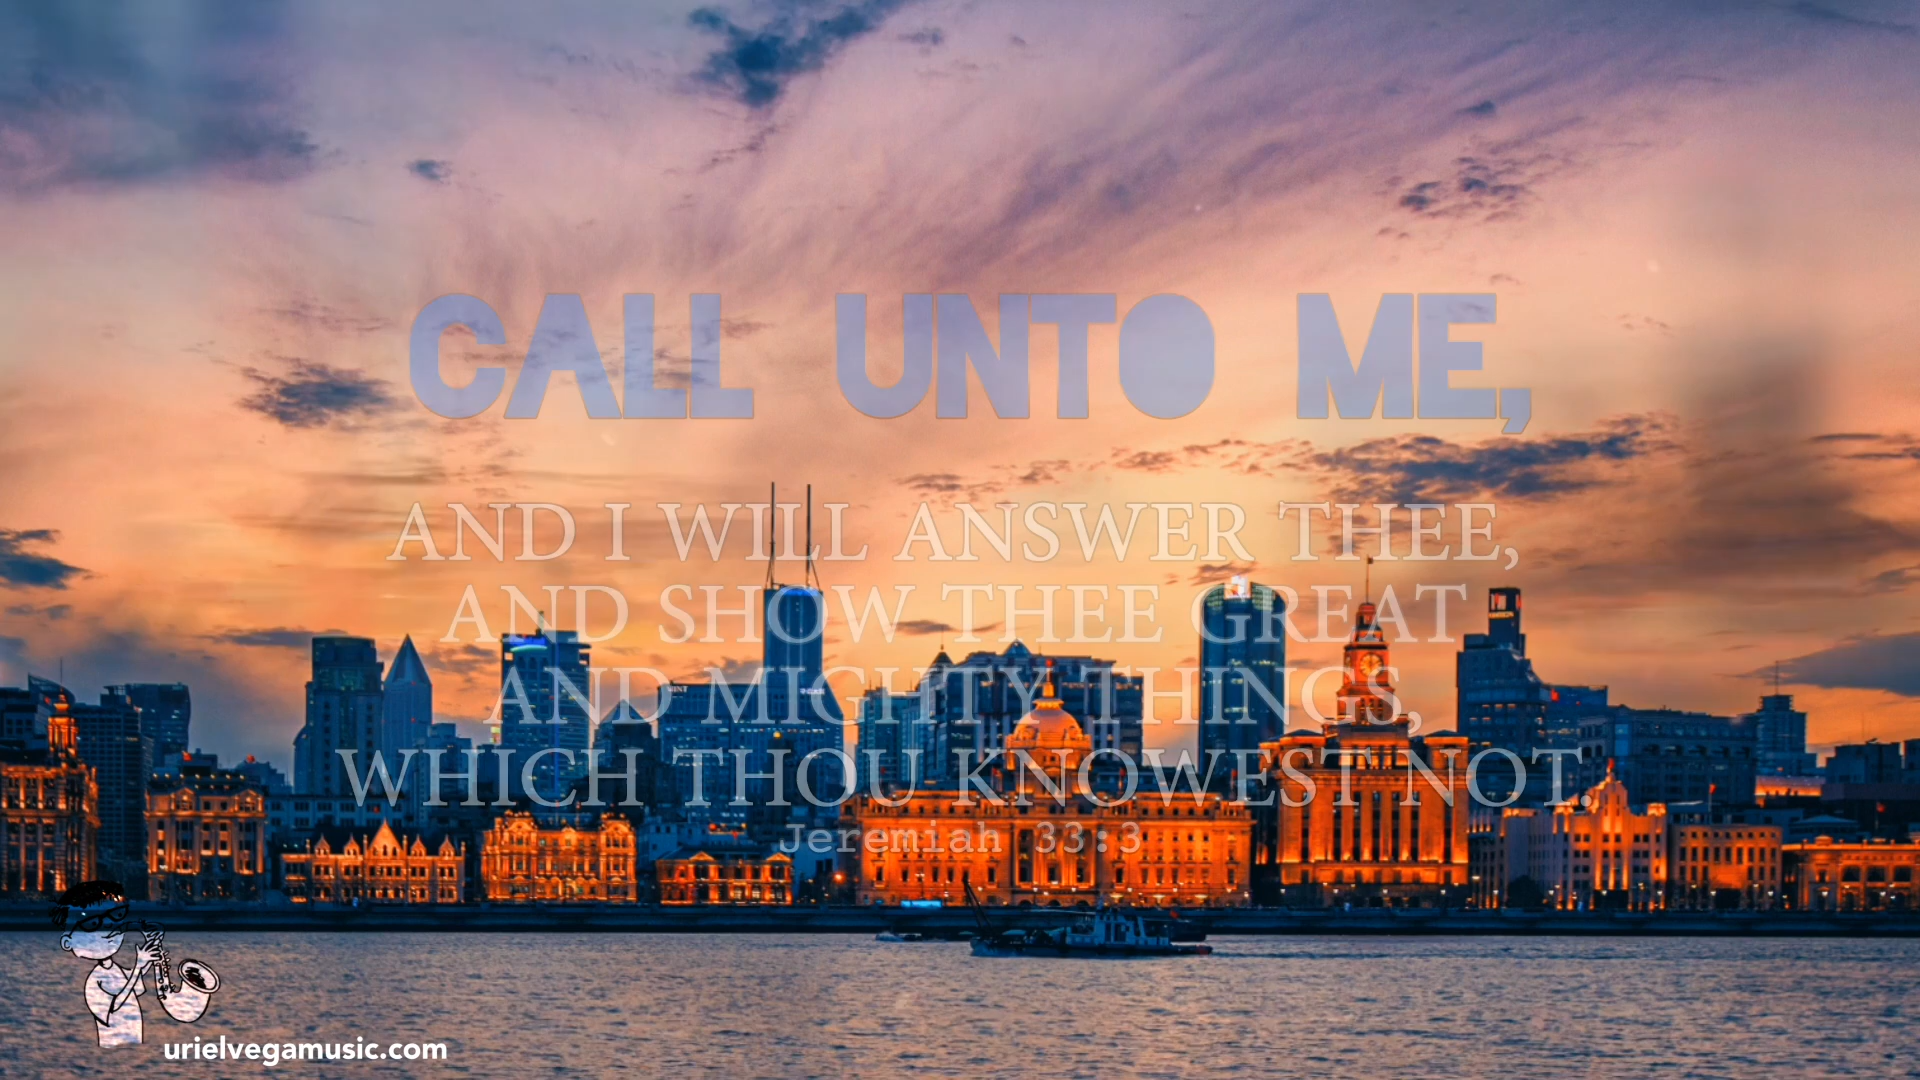 CALL UNTO ME,
AND I WILL ANSWER THEE,
AND SHOW THEE GREAT
AND MIGHTY THINGS,
WHICH THOU KNOWEST NOT.
Jeremiah 33:3
urielvegamusic.com